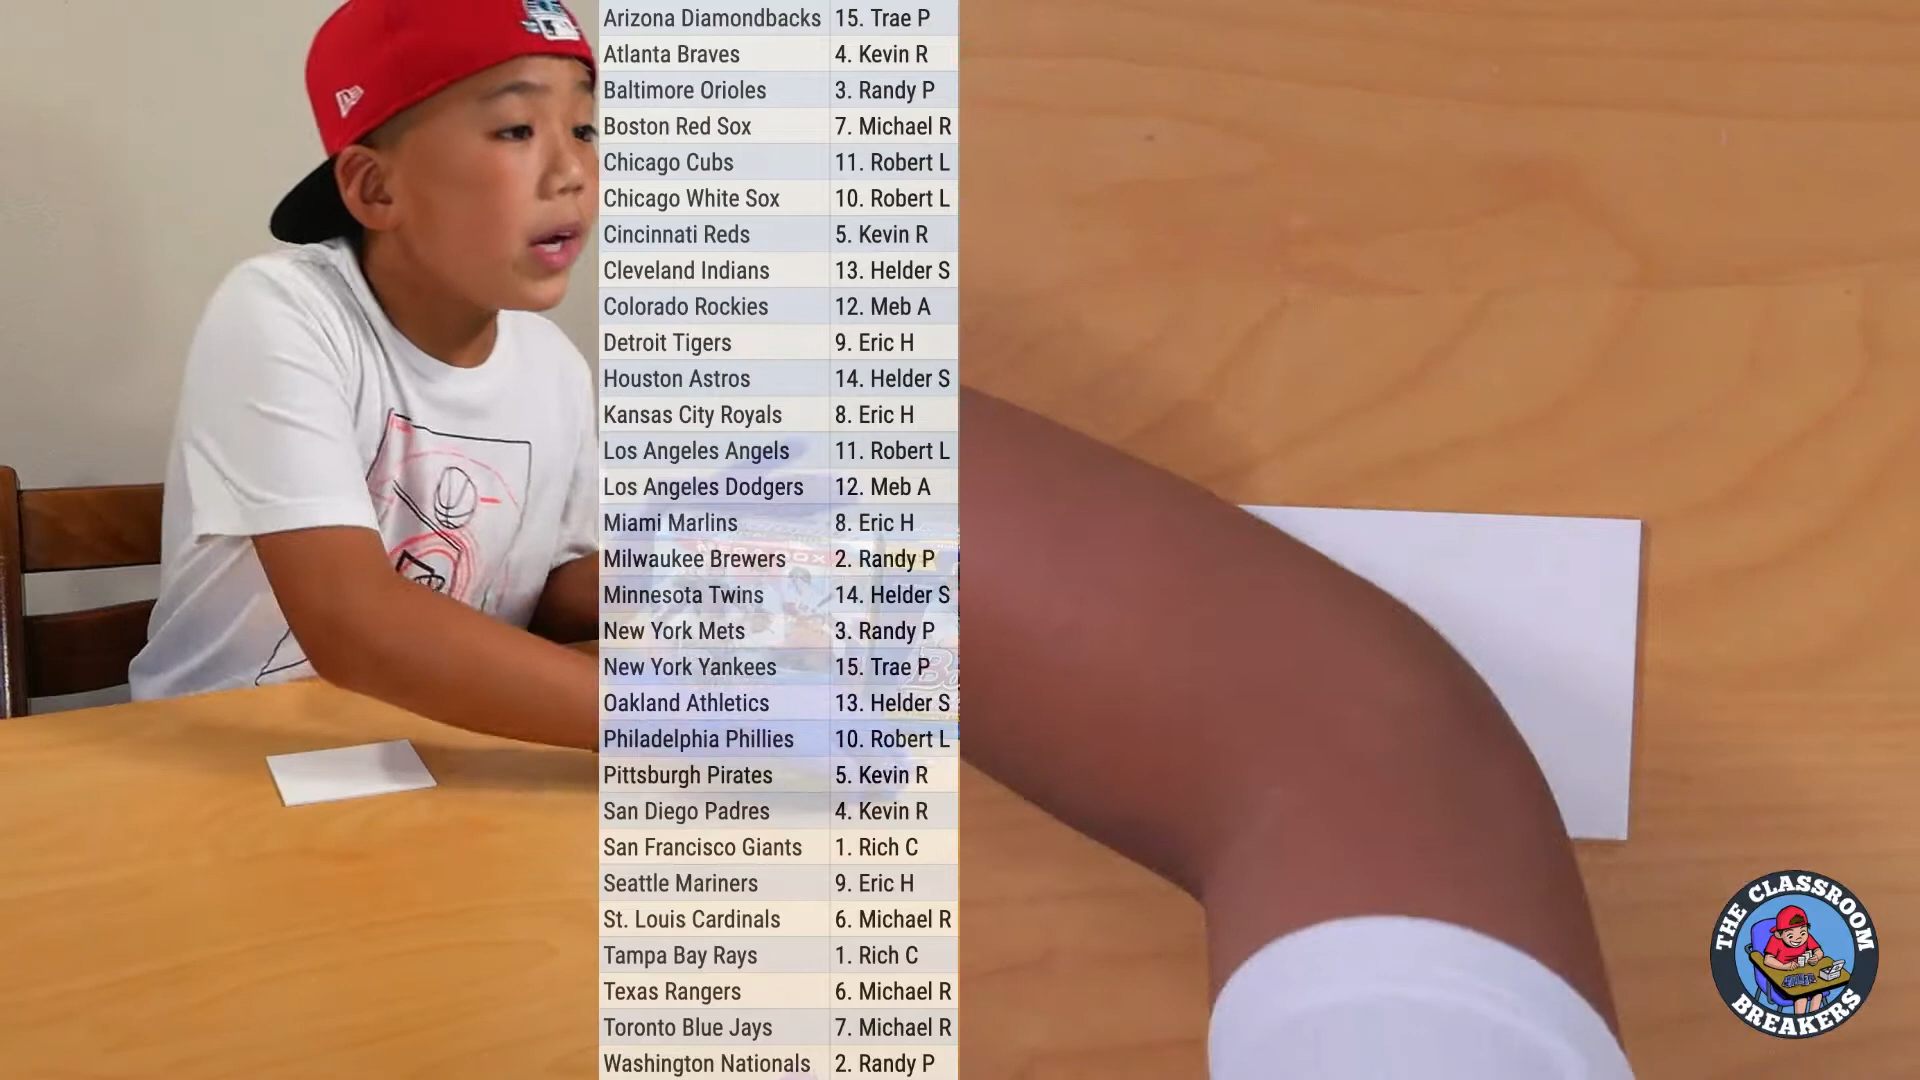 Arizona Diamondbacks 15. Trae P
Atlanta Braves 4. Kevin R
Baltimore Orioles 3. Randy P
Boston Red Sox 7. Michael R
Chicago Cubs 11. Robert L
Chicago White Sox 10. Robert L
Cincinnati Reds 5. Kevin R
Cleveland Indians 13. Helder S
Colorado Rockies 12. Meb A
Detroit Tigers 9. Eric H
Houston Astros 14. Helder S
Kansas City Royals 8. Eric H
Los Angeles Angels 11. Robert L
Los Angeles Dodgers 12. Meb A
Miami Marlins 8. Eric H
Milwaukee Brewers 2. Randy P
Minnesota Twins 14. Helder S
New York Mets 3. Randy P
New York Yankees 15. Trae P
Oakland Athletics 13. Helder S
Philadelphia Phillies 10. Robert L
Pittsburgh Pirates 5. Kevin R
San Diego Padres 4. Kevin R
San Francisco Giants 1. Rich C
Seattle Mariners 9. Eric H
St. Louis Cardinals 6. Michael R
Tampa Bay Rays 1. Rich C
Texas Rangers 6. Michael R
Toronto Blue Jays 7. Michael R
Washington Nationals 2. Randy P
THE CLASSROOM
BREAKERS